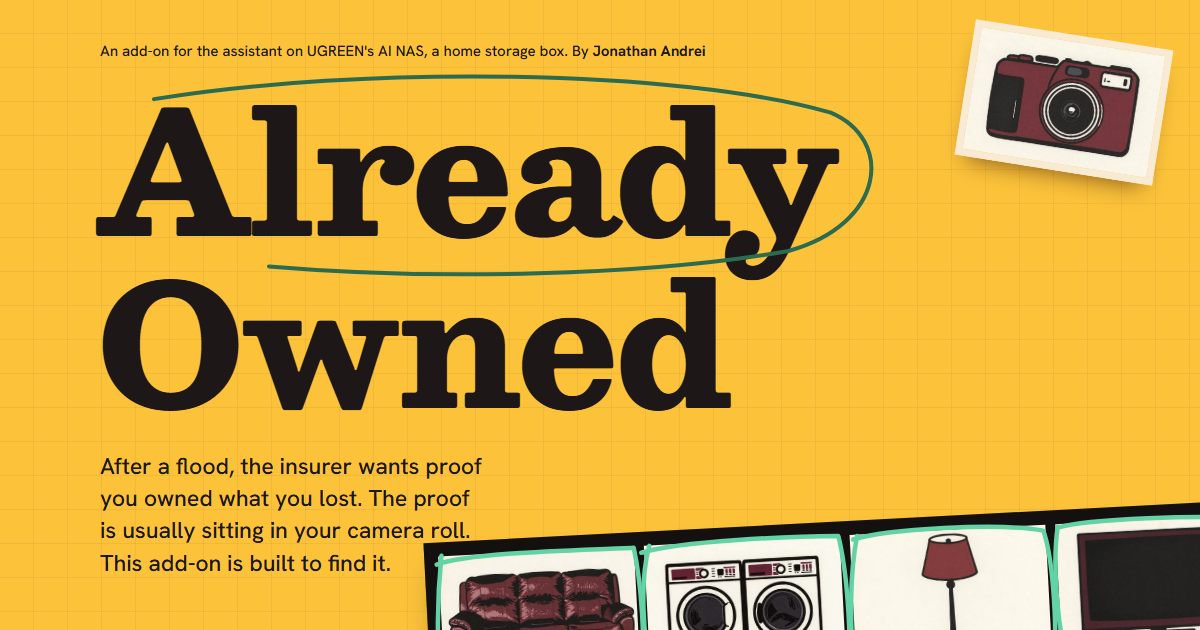 An add-on for the assistant on UGREEN's AI NAS, a home storage box. By Jonathan Andrei
Already
Owned
After a flood, the insurer wants proof
you owned what you lost. The proof
is usually sitting in your camera roll.
This add-on is built to find it.